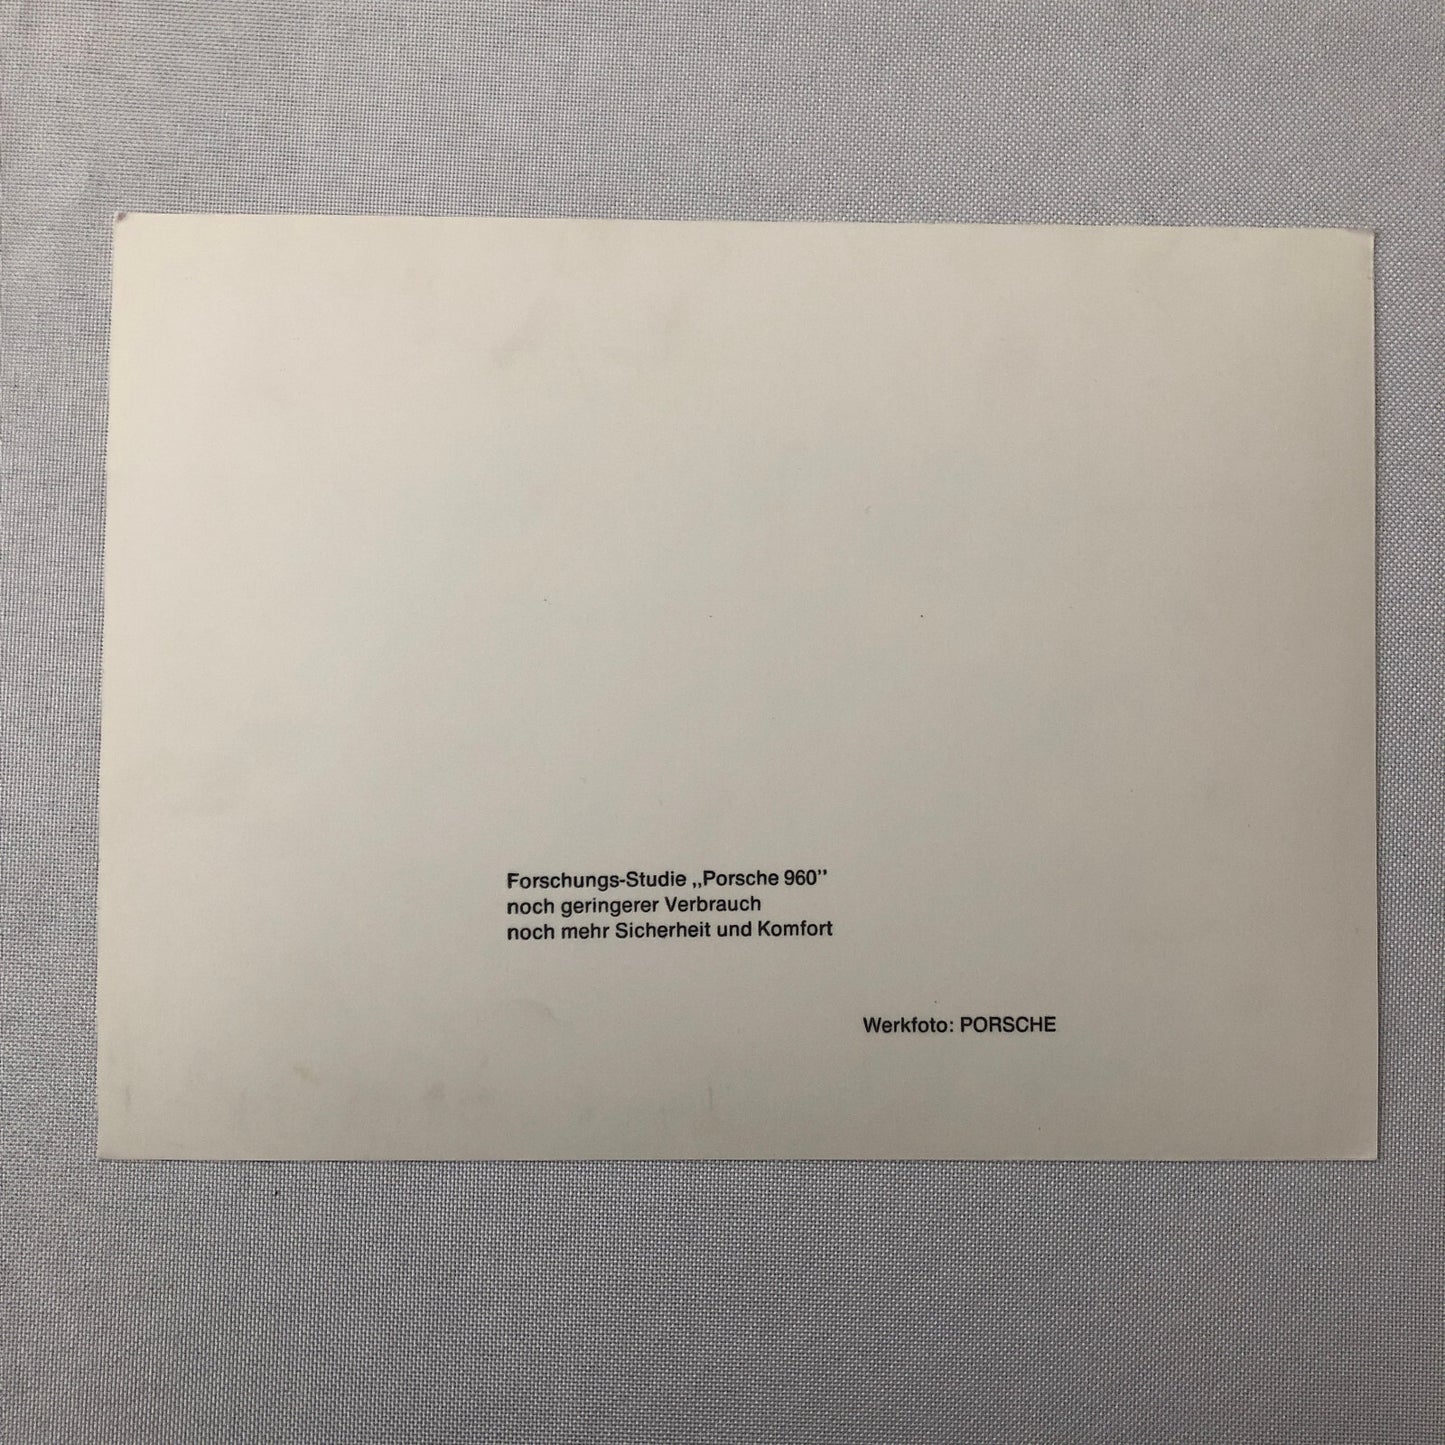 Forschungs-Studie „Porsche 960”
noch geringerer Verbrauch
noch mehr Sicherheit und Komfort
Werkfoto: PORSCHE